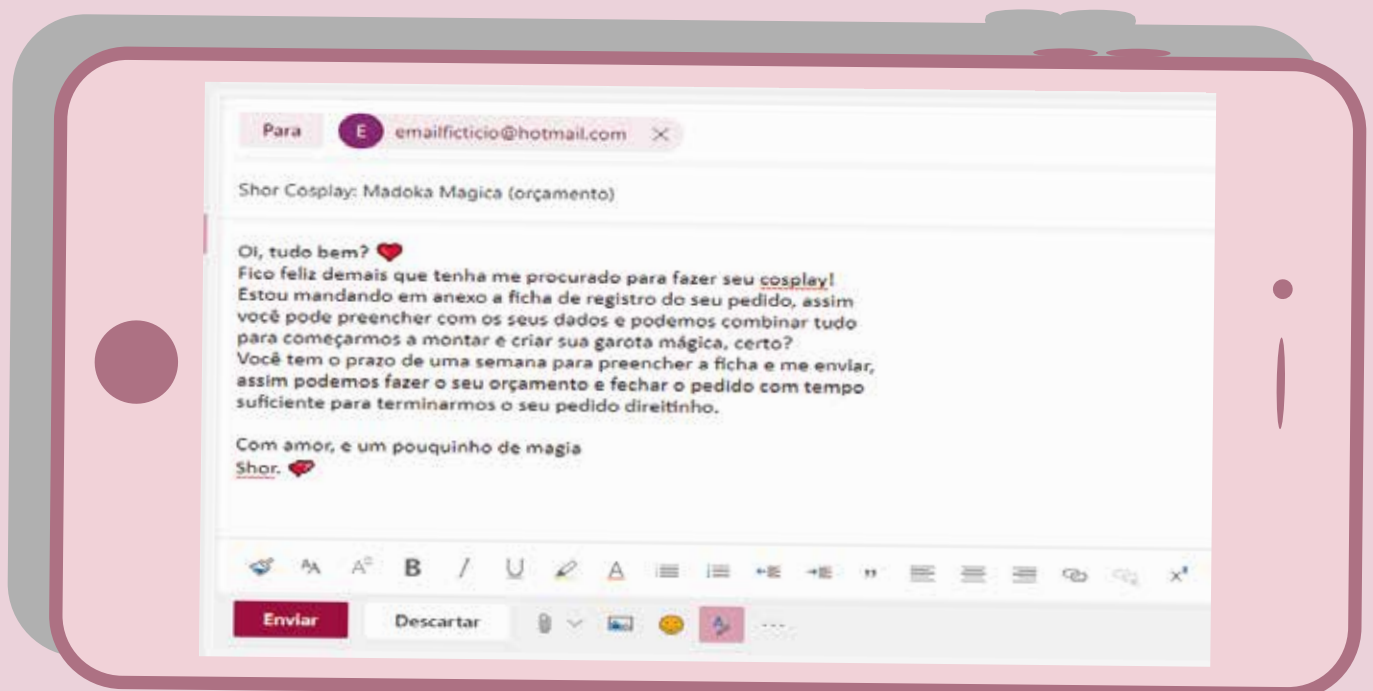 Para E emailficticio@hotmail.com
Shor Cosplay: Madoka Magica (orçamento)
Oi, tudo bem? ❤
Fico feliz demais que tenha me procurado para fazer seu cosplay!
Estou mandando em anexo a ficha de registro do seu pedido, assim
você pode preencher com os seus dados e podemos combinar tudo
para começarmos a montar e criar sua garota mágica, certo?
Você tem o prazo de uma semana para preencher a ficha e me enviar,
assim podemos fazer o seu orçamento e fechar o pedido com tempo
suficiente para terminarmos o seu pedido direitinho.
Com amor, e um pouquinho de magia
Shor. 💕
Enviar Descartar